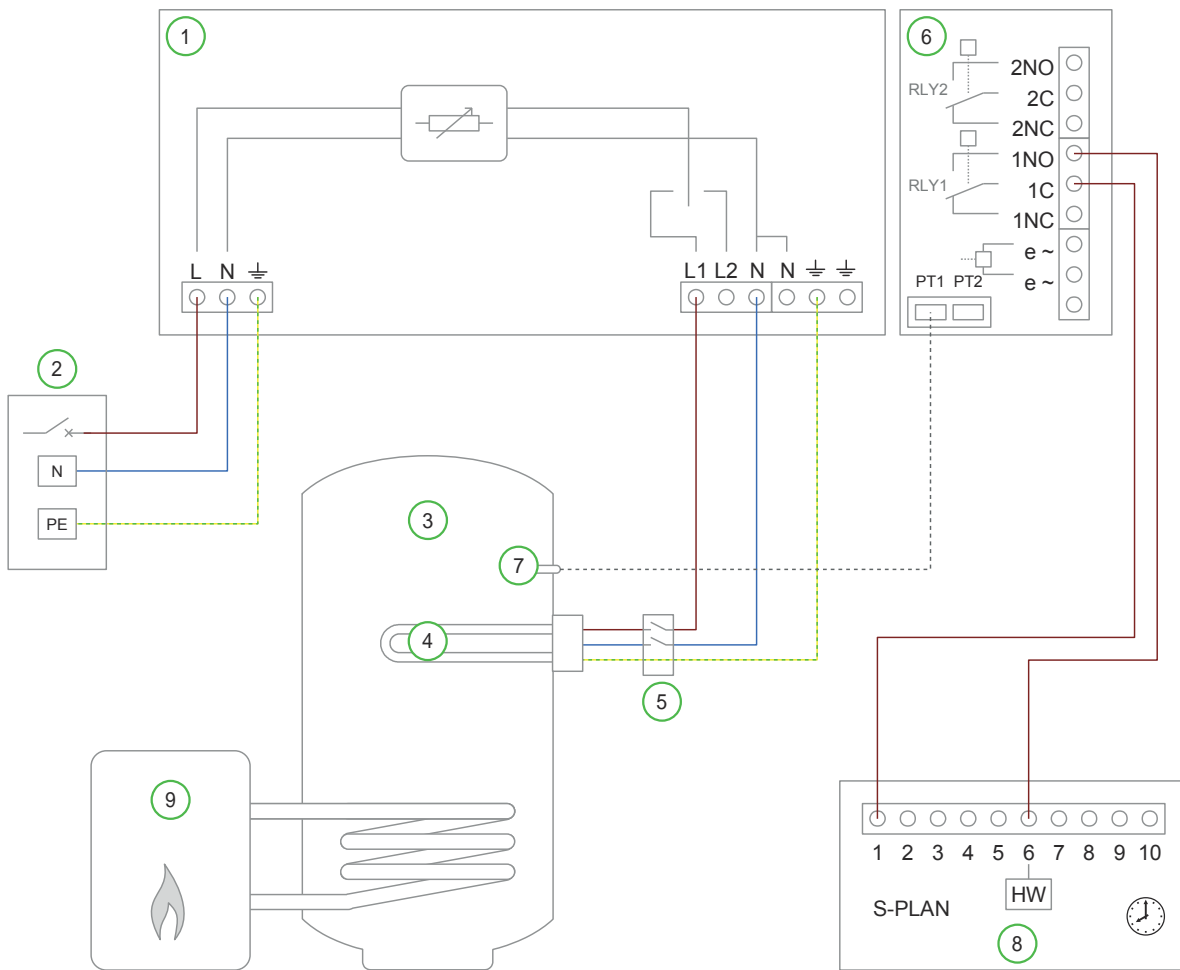 1
6
2NO
RLY2
2C
2NC
1NO
RLY1
1C
1NC
e ~
e ~
PT1 PT2
L N
L1 L2 N N
2
N
PE
3
7
4
5
9
1 2 3 4 5 6 7 8 9 10
HW
S-PLAN
8